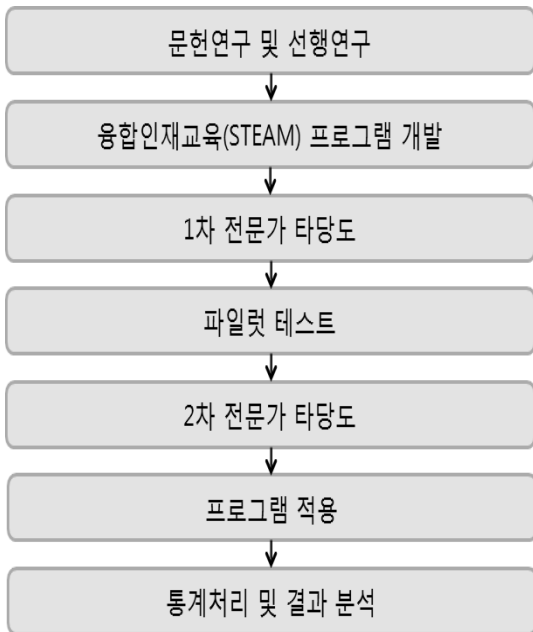 문헌연구 및 선행연구
융합인재교육(STEAM) 프로그램 개발
1차 전문가 타당도
파일럿 테스트
2차 전문가 타당도
프로그램 적용
통계처리 및 결과 분석